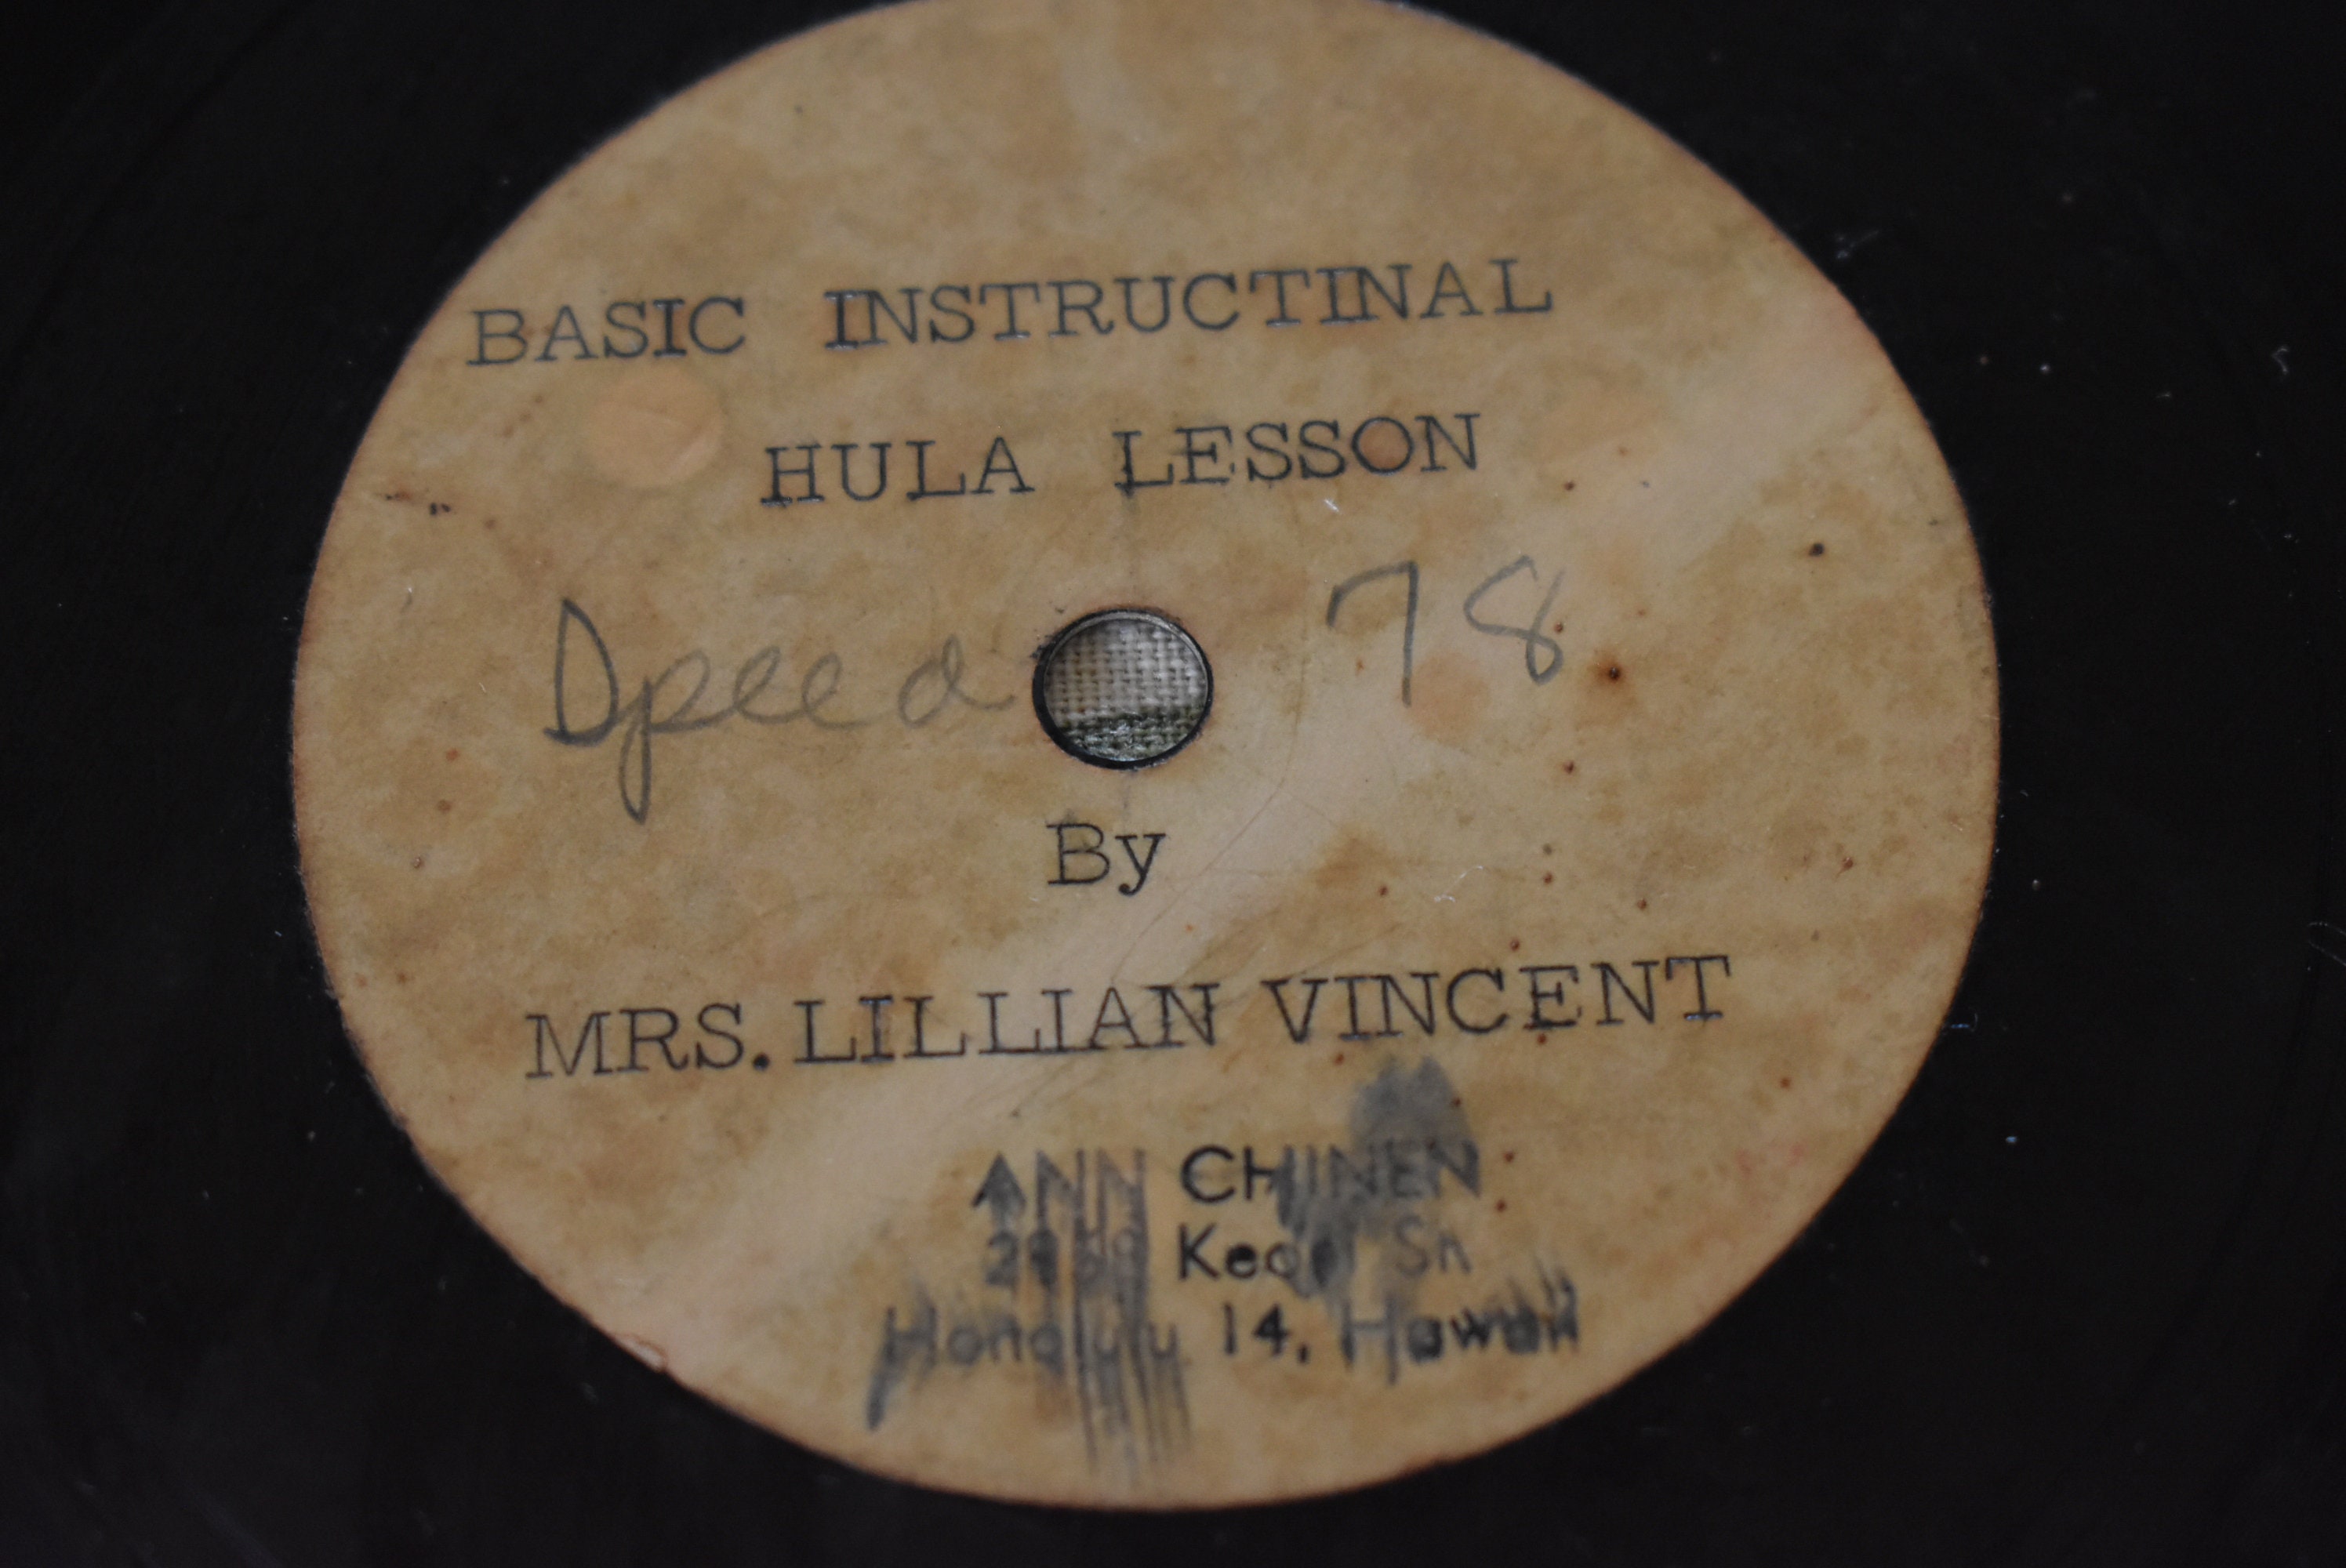 BASIC INSTRUCTINAL
HULA LESSON
Speed 78
By
MRS. LILLIAN VINCENT
ANN CHINEN
Honolulu 14, Hawaii